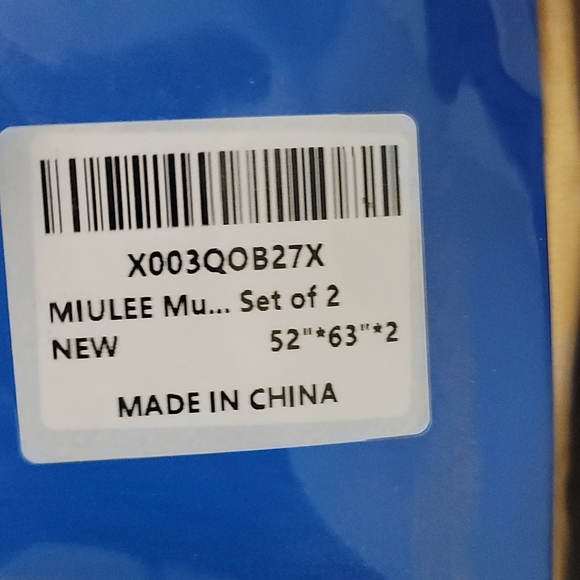 X003QOB27X
MIULEE Mu... Set of 2
NEW 52"*63"*2
MADE IN CHINA